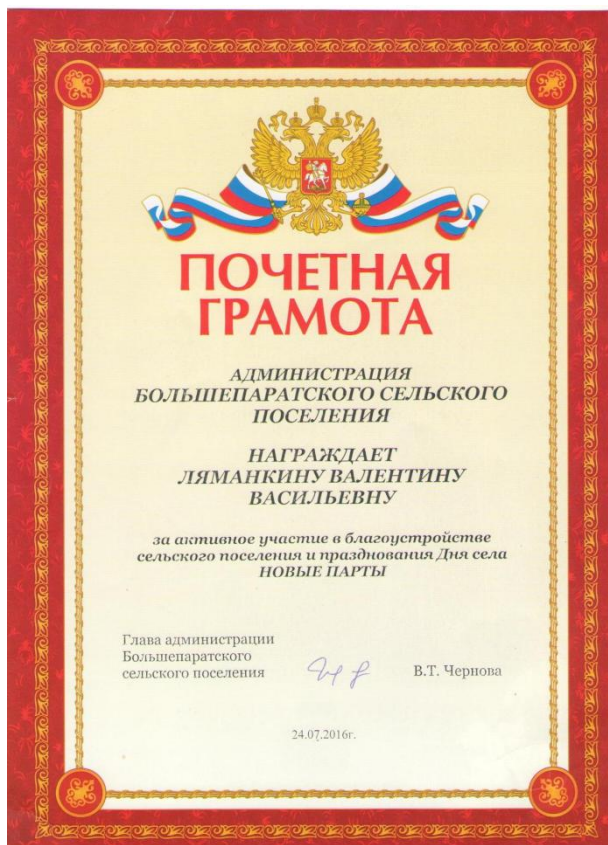 ПОЧЕТНАЯ
ГРАМОТА
АДМИНИСТРАЦИЯ
БОЛЬШЕПАРАТСКОГО СЕЛЬСКОГО
ПОСЕЛЕНИЯ
НАГРАЖДАЕТ
ЛЯМАНКИНУ ВАЛЕНТИНУ
ВАСИЛЬЕВНУ
за активное участие в благоустройстве
сельского поселения и празднования Дня села
НОВЫЕ ПАРТЫ
Глава администрации
Большепаратского
сельского поселения
В.Т. Чернова
24.07.2016г.